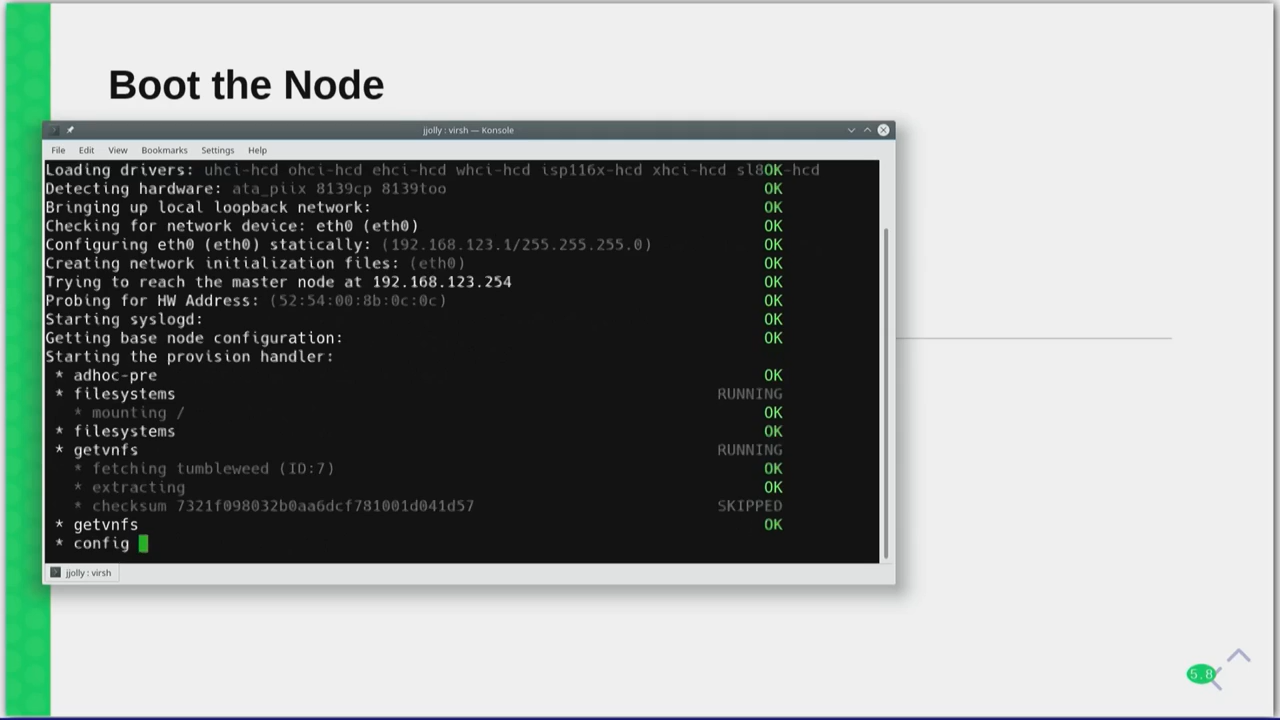 Boot the Node
jjolly : virsh — Konsole
File Edit View Bookmarks Settings Help
Loading drivers: uhci-hcd ohci-hcd ehci-hcd whci-hcd isp116x-hcd xhci-hcd sl8OK-hcd
Detecting hardware: ata_piix 8139cp 8139too OK
Bringing up local loopback network: OK
Checking for network device: eth0 (eth0) OK
Configuring eth0 (eth0) statically: (192.168.123.1/255.255.255.0) OK
Creating network initialization files: (eth0) OK
Trying to reach the master node at 192.168.123.254 OK
Probing for HW Address: (52:54:00:8b:0c:0c) OK
Starting syslogd: OK
Getting base node configuration: OK
Starting the provision handler:
* adhoc-pre OK
* filesystems RUNNING
* mounting / OK
* filesystems OK
* getvnfs RUNNING
* fetching tumbleweed (ID:7) OK
* extracting OK
* checksum 7321f098032b0aa6dcf781001d041d57 SKIPPED
* getvnfs OK
* config
jjolly : virsh
5.8